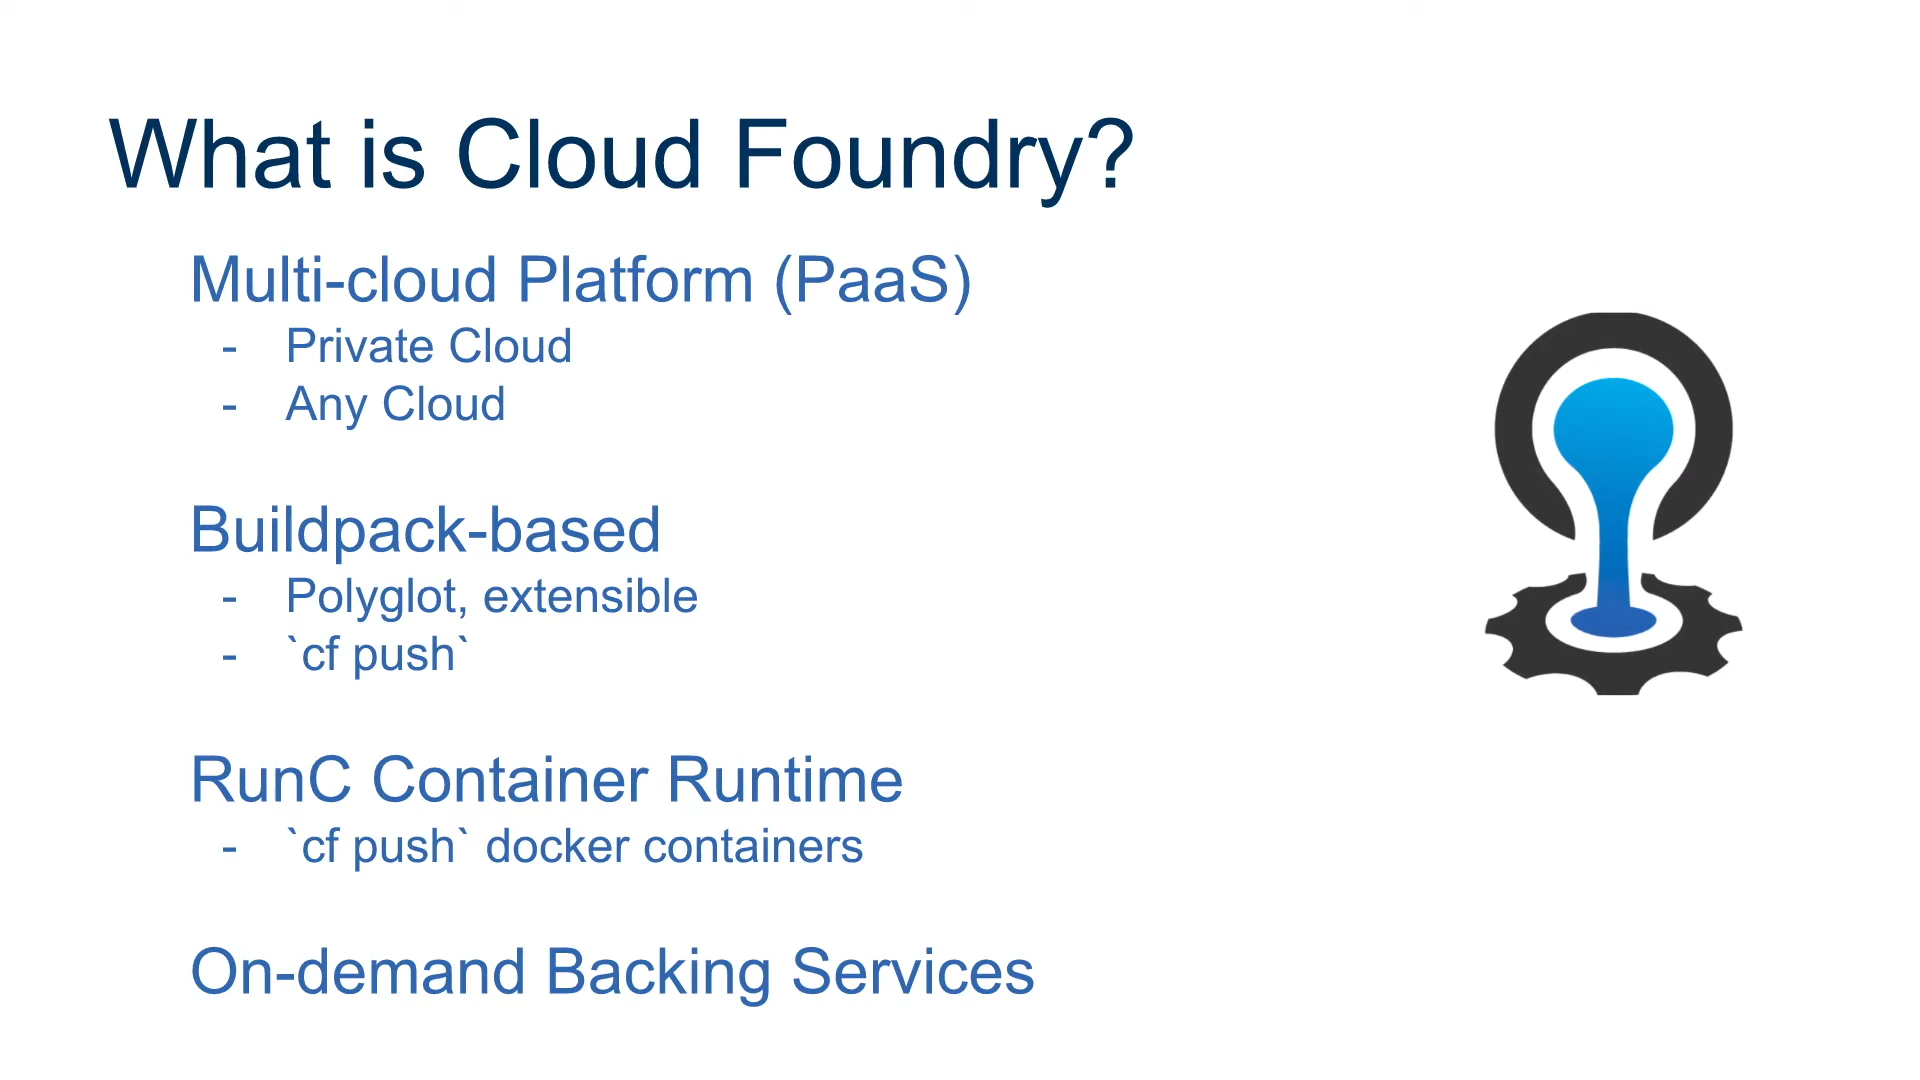 What is Cloud Foundry?
Multi-cloud Platform (PaaS)
- Private Cloud
- Any Cloud
Buildpack-based
- Polyglot, extensible
- `cf push`
RunC Container Runtime
- `cf push` docker containers
On-demand Backing Services